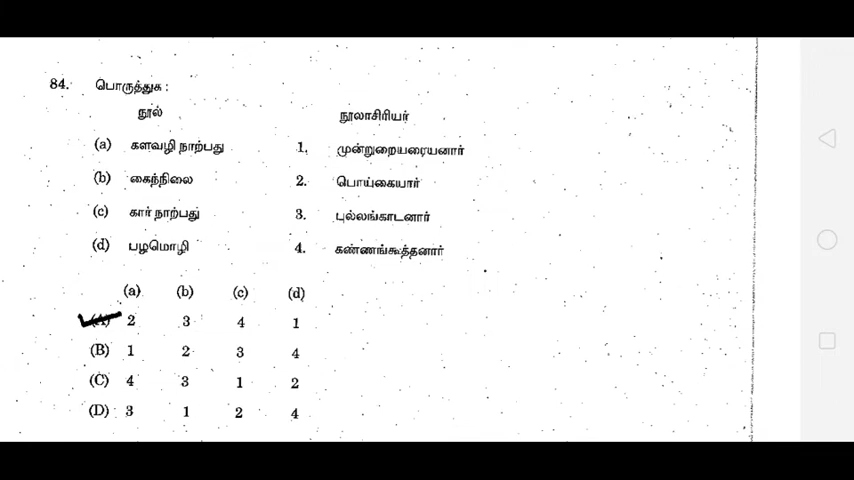 84. பொருத்துக :
நூல் நூலாசிரியர்
(a) களவழி நாற்பது 1. முன்றுறையரையனார்
(b) கைந்நிலை 2. பொய்கையார்
(c) கார் நாற்பது 3. புல்லங்காடனார்
(d) பழமொழி 4. கண்ணங்கூத்தனார்
(a) (b) (c) (d)
(A) 2 3 4 1
(B) 1 2 3 4
(C) 4 3 1 2
(D) 3 1 2 4